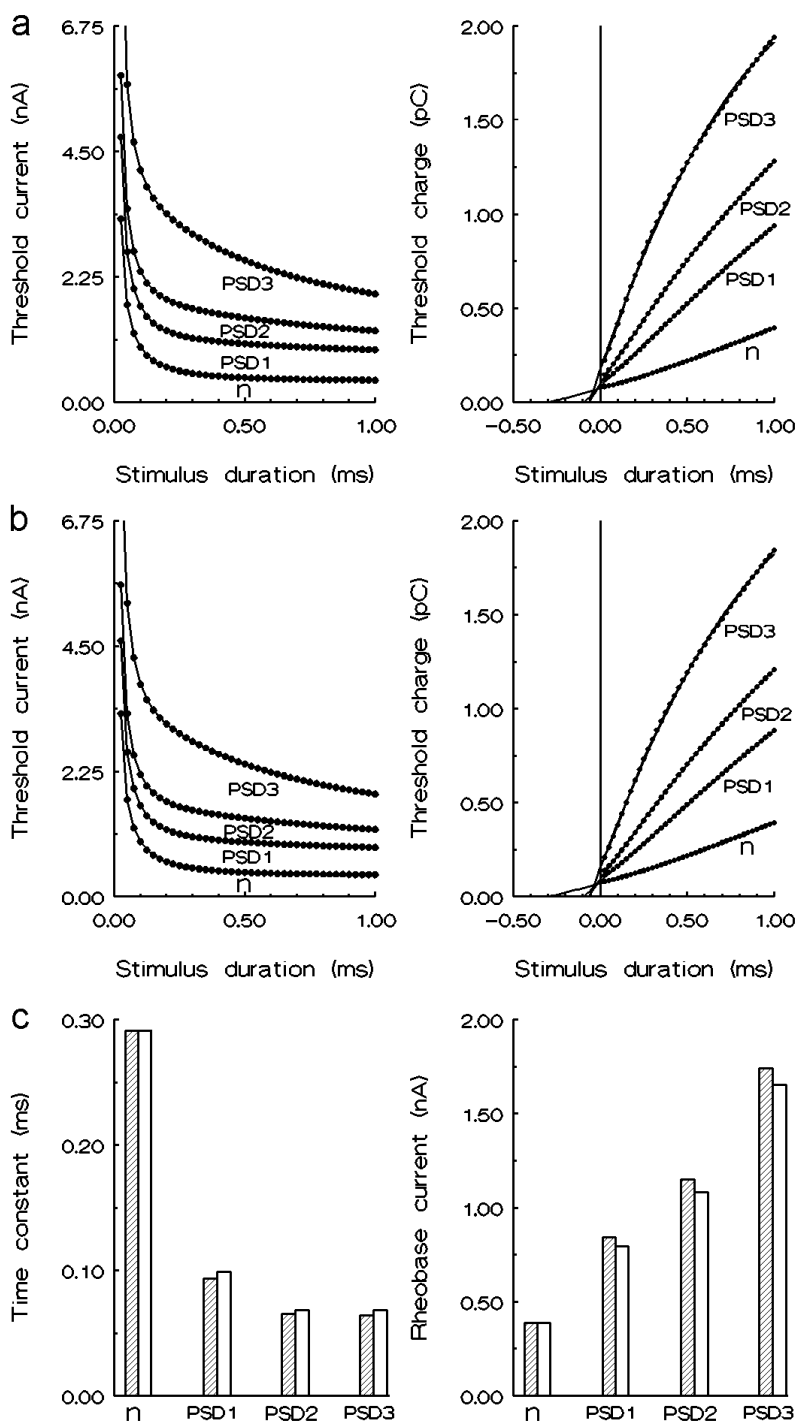 a
6.75
4.50
2.25
0.00
Threshold current (nA)
PSD3
PSD2
PSD1
n
0.00 0.50 1.00
Stimulus duration (ms)
2.00
1.50
1.00
0.50
0.00
Threshold charge (pC)
PSD3
PSD2
PSD1
n
-0.50 0.00 0.50 1.00
Stimulus duration (ms)
b
6.75
4.50
2.25
0.00
Threshold current (nA)
PSD3
PSD2
PSD1
n
0.00 0.50 1.00
Stimulus duration (ms)
2.00
1.50
1.00
0.50
0.00
Threshold charge (pC)
PSD3
PSD2
PSD1
n
-0.50 0.00 0.50 1.00
Stimulus duration (ms)
c
0.30
0.20
0.10
0.00
Time constant (ms)
n PSD1 PSD2 PSD3
2.00
1.50
1.00
0.50
0.00
Rheobase current (nA)
n PSD1 PSD2 PSD3